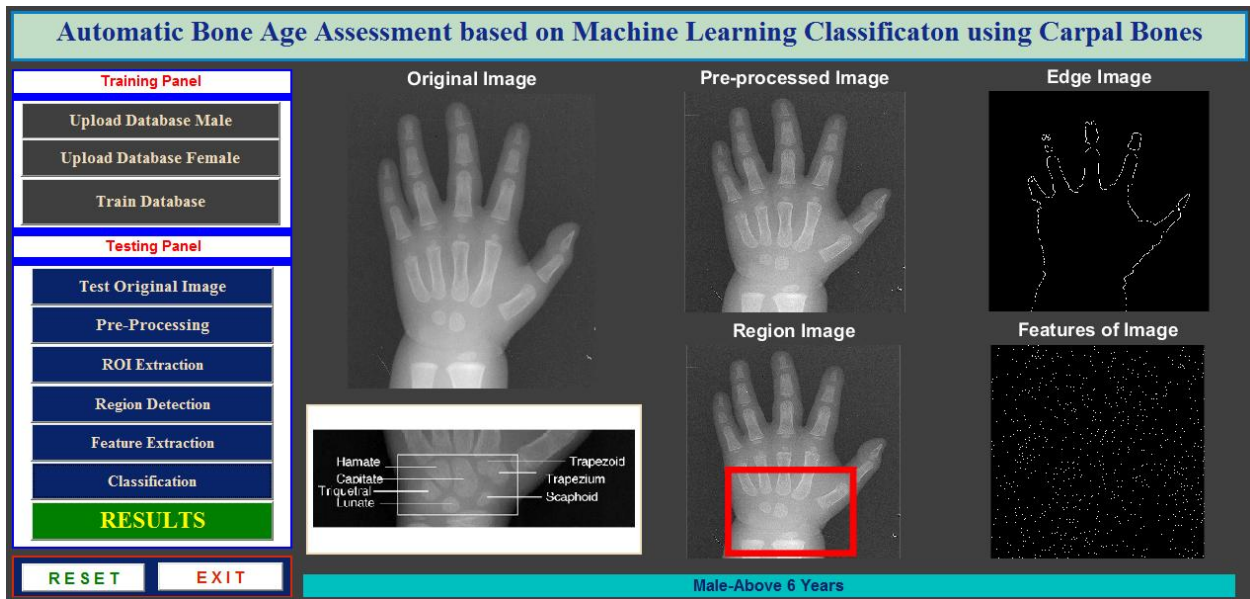 Automatic Bone Age Assessment based on Machine Learning Classificaton using Carpal Bones
Training Panel
Upload Database Male
Upload Database Female
Train Database
Testing Panel
Test Original Image
Pre-Processing
ROI Extraction
Region Detection
Feature Extraction
Classification
RESULTS
RESET
EXIT
Original Image
Pre-processed Image
Edge Image
Region Image
Features of Image
Hamate
Capitate
Triquetral
Lunate
Trapezoid
Trapezium
Scaphoid
Male-Above 6 Years